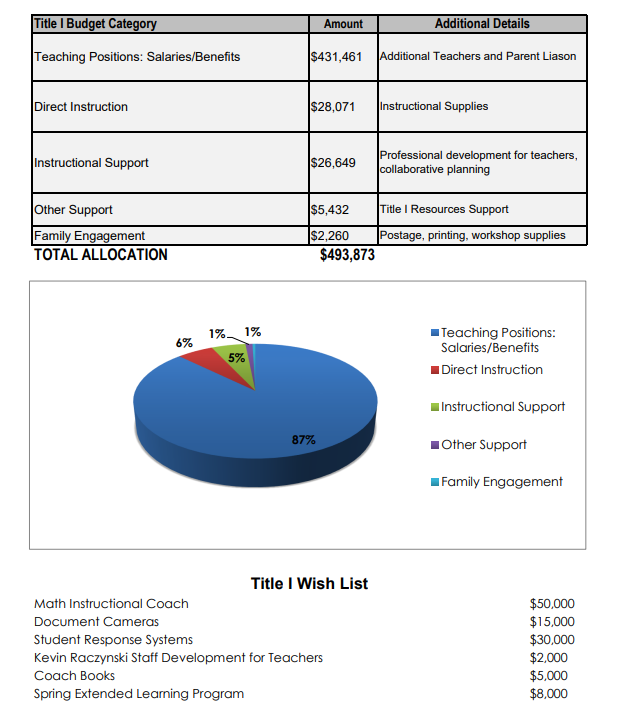 Title I Budget Category Amount Additional Details
Teaching Positions: Salaries/Benefits $431,461 Additional Teachers and Parent Liason
Direct Instruction $28,071 Instructional Supplies
Instructional Support $26,649 Professional development for teachers,
collaborative planning
Other Support $5,432 Title I Resources Support
Family Engagement $2,260 Postage, printing, workshop supplies
TOTAL ALLOCATION $493,873
6%
1%
1%
5%
87%
Teaching Positions:
Salaries/Benefits
Direct Instruction
Instructional Support
Other Support
Family Engagement
Title I Wish List
Math Instructional Coach $50,000
Document Cameras $15,000
Student Response Systems $30,000
Kevin Raczynski Staff Development for Teachers $2,000
Coach Books $5,000
Spring Extended Learning Program $8,000